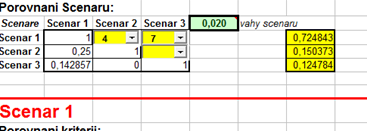 Porovnani Scenaru:
Scenare Scenar 1 Scenar 2 Scenar 3 0,020 vahy scenaru
Scenar 1 1 4 7 0,724843
Scenar 2 0,25 1 0,150373
Scenar 3 0,142857 0 1 0,124784
Scenar 1
Porovnani kriterii: